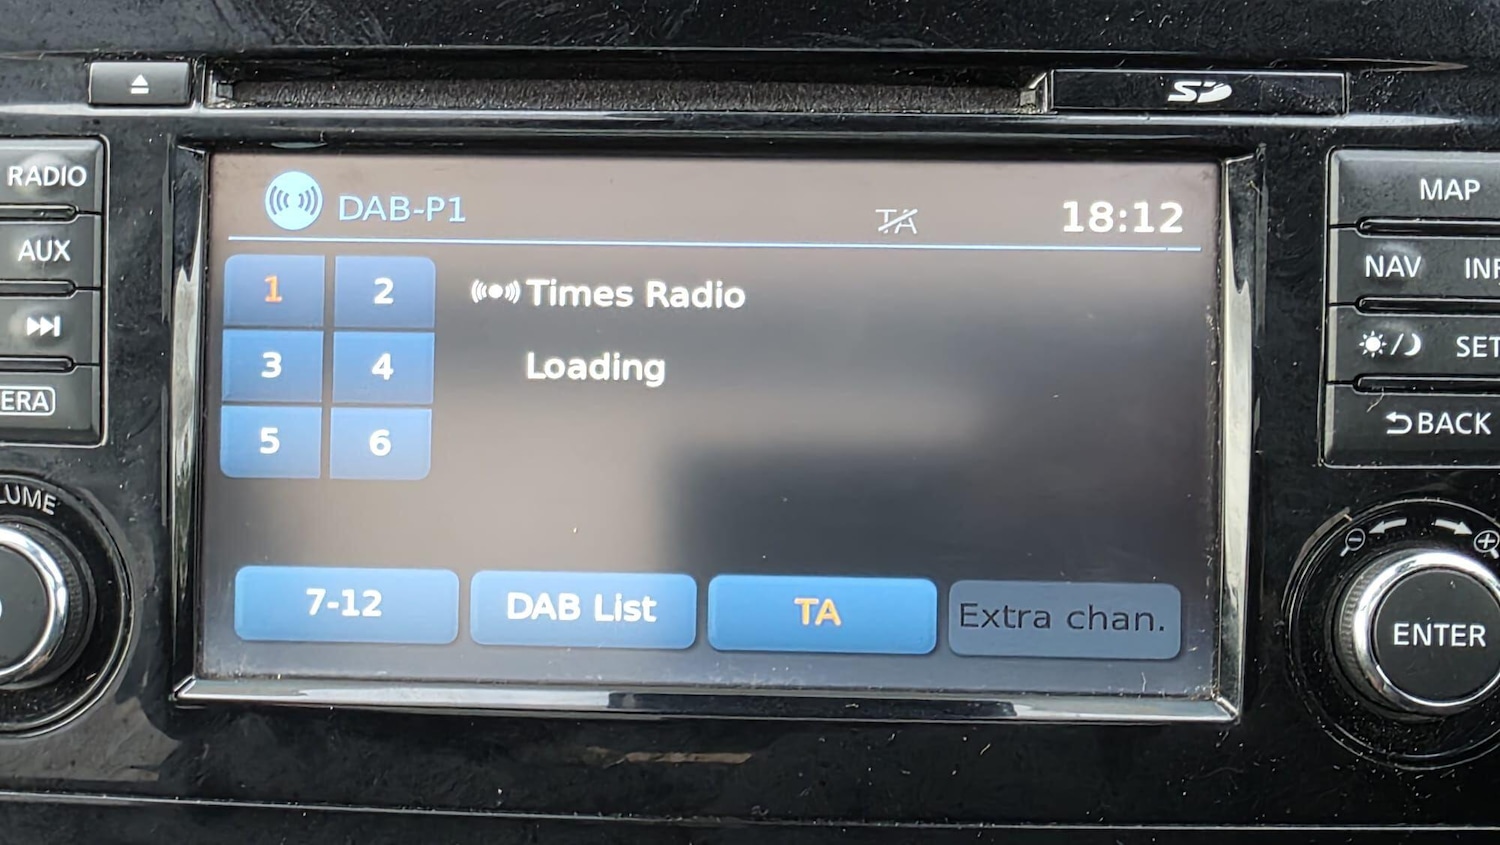 SD
RADIO
AUX
ERA
LUME
DAB-P1
TA
18:12
1
2
Times Radio
3
4
Loading
5
6
7-12
DAB List
TA
Extra chan.
MAP
NAV
INF
SET
BACK
ENTER